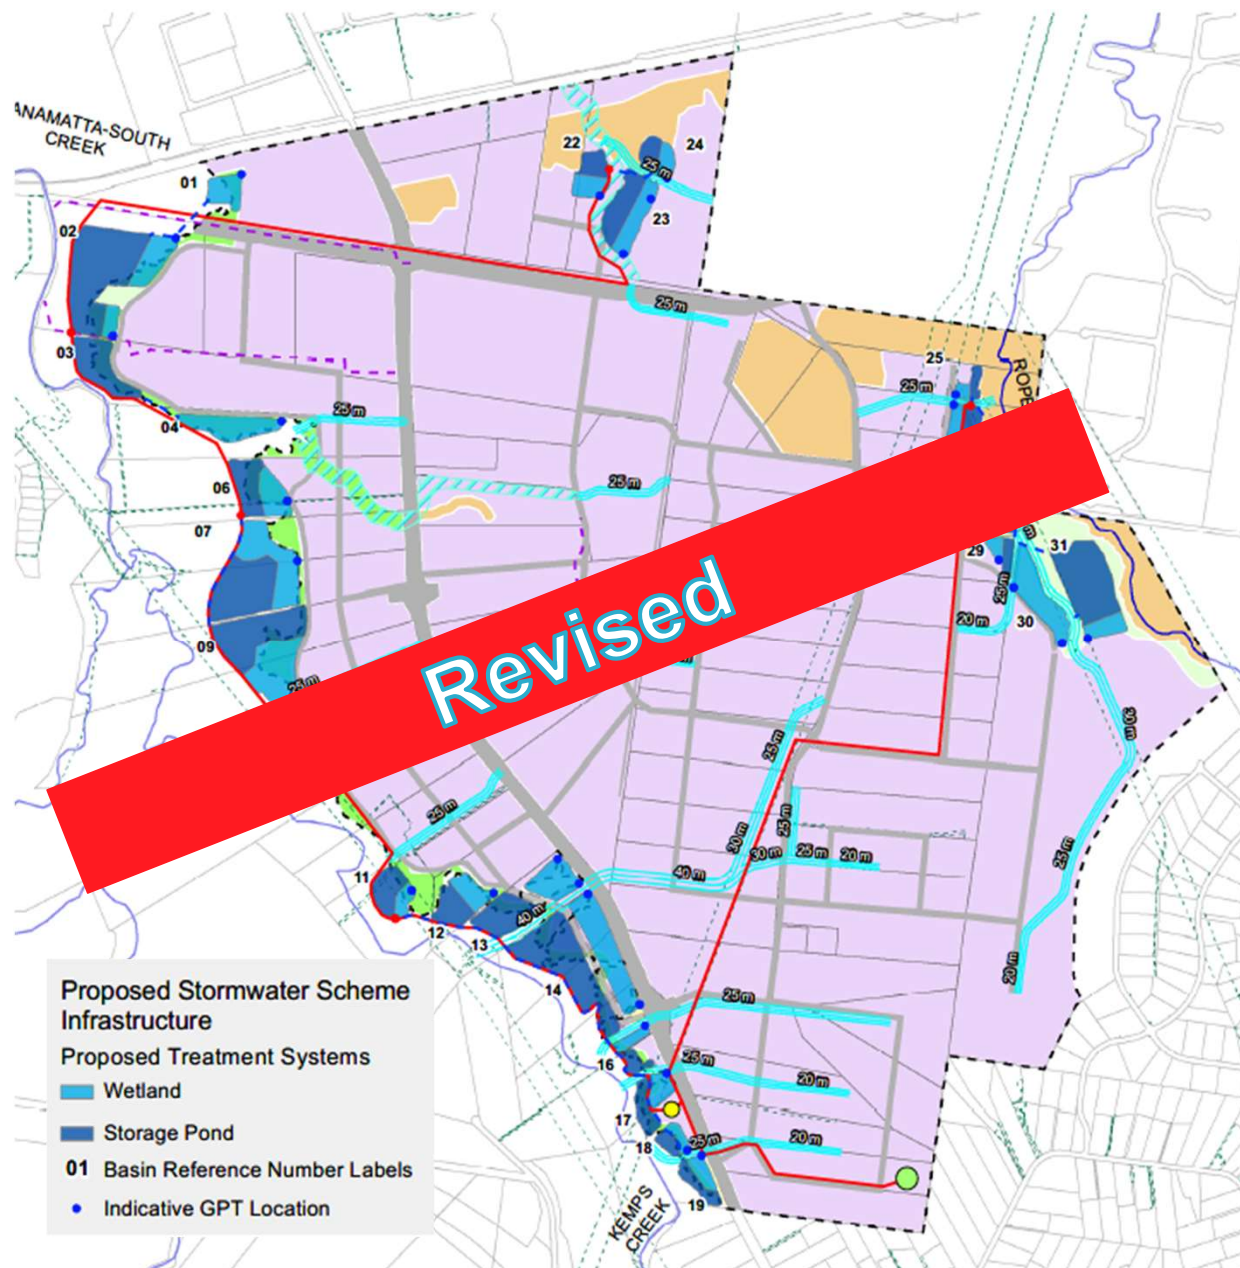 ANAMATTA-SOUTH
CREEK
22
24
25 m
01
23
02
25 m
03
25
25 m
ROPE
25 m
04
25 m
06
07
29
31
25 m
20 m
30
09
25 m
Revised
30 m
25 m
25 m
25 m
30 m
30 m
25 m
20 m
25 m
40 m
11
40 m
12
13
20 m
14
25 m
16
25 m
20 m
17
18
25 m
20 m
19
KEMPS
CREEK
Proposed Stormwater Scheme
Infrastructure
Proposed Treatment Systems
Wetland
Storage Pond
01 Basin Reference Number Labels
Indicative GPT Location